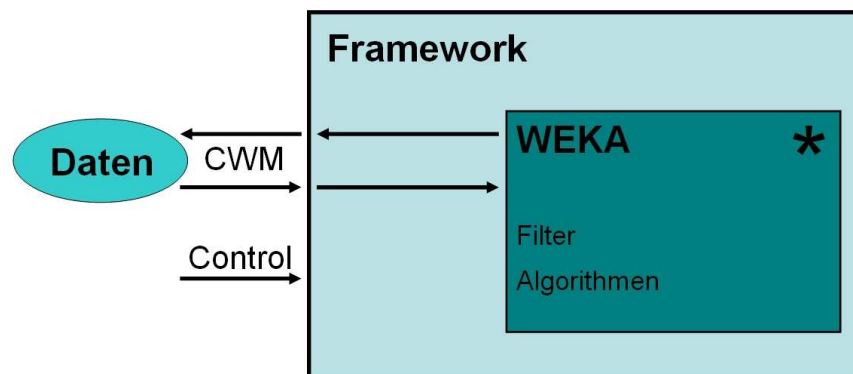 Framework
WEKA *
Daten
CWM
Filter
Control
Algorithmen